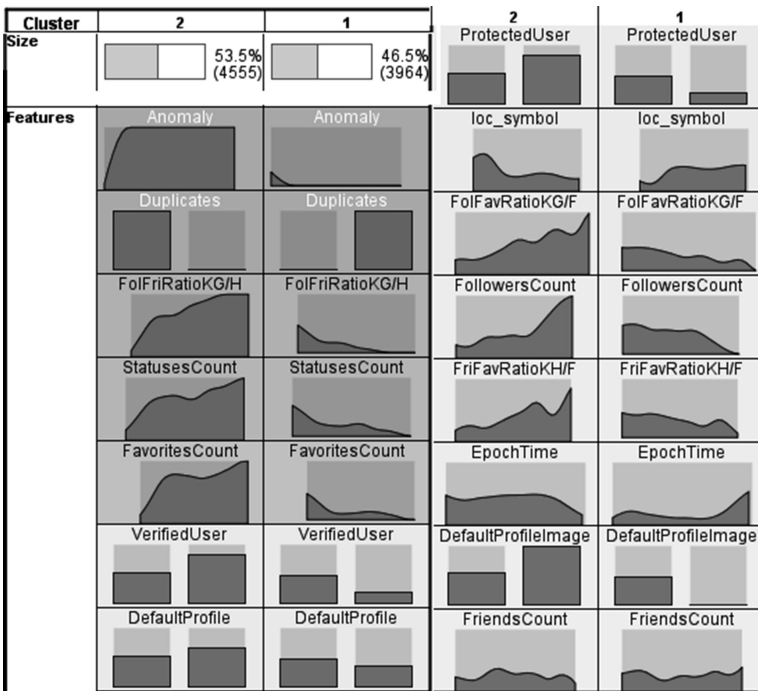 Cluster 2 1
Size
53.5%
(4555)
46.5%
(3964)
Features
Anomaly Anomaly
Duplicates Duplicates
FolFriRatioKG/H FolFriRatioKG/H
StatusesCount StatusesCount
FavoritesCount FavoritesCount
VerifiedUser VerifiedUser
DefaultProfile DefaultProfile
2 1
ProtectedUser ProtectedUser
loc_symbol loc_symbol
FolFavRatioKG/F FolFavRatioKG/F
FollowersCount FollowersCount
FriFavRatioKH/F FriFavRatioKH/F
EpochTime EpochTime
DefaultProfileImage DefaultProfileImage
FriendsCount FriendsCount